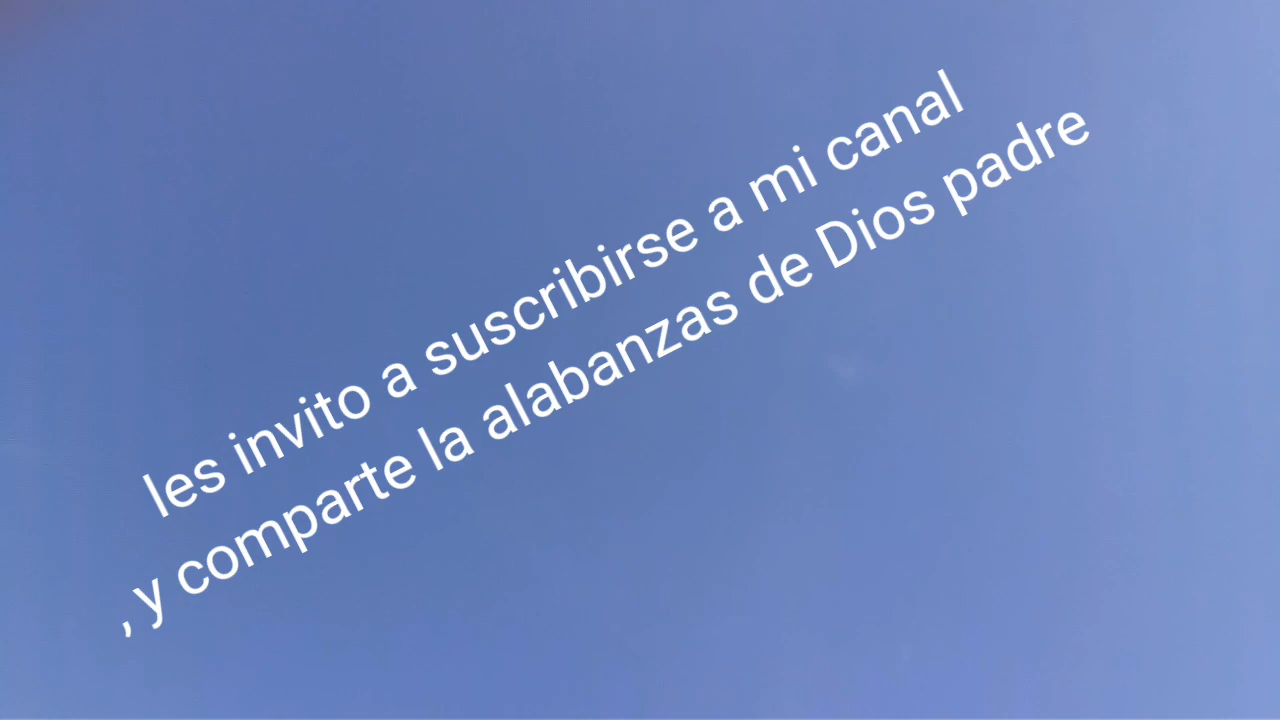 les invito a suscribirse a mi canal
, y comparte la alabanzas de Dios padre